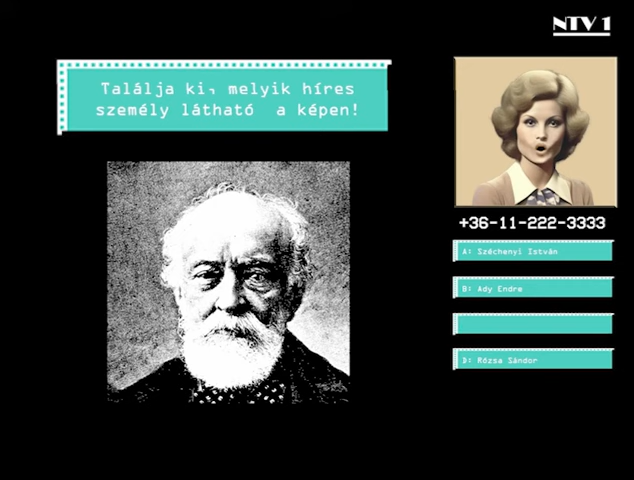 NTV 1
Találja ki, melyik híres
személy látható a képen!
+36-11-222-3333
A: Széchenyi István
B: Ady Endre
D: Rózsa Sándor